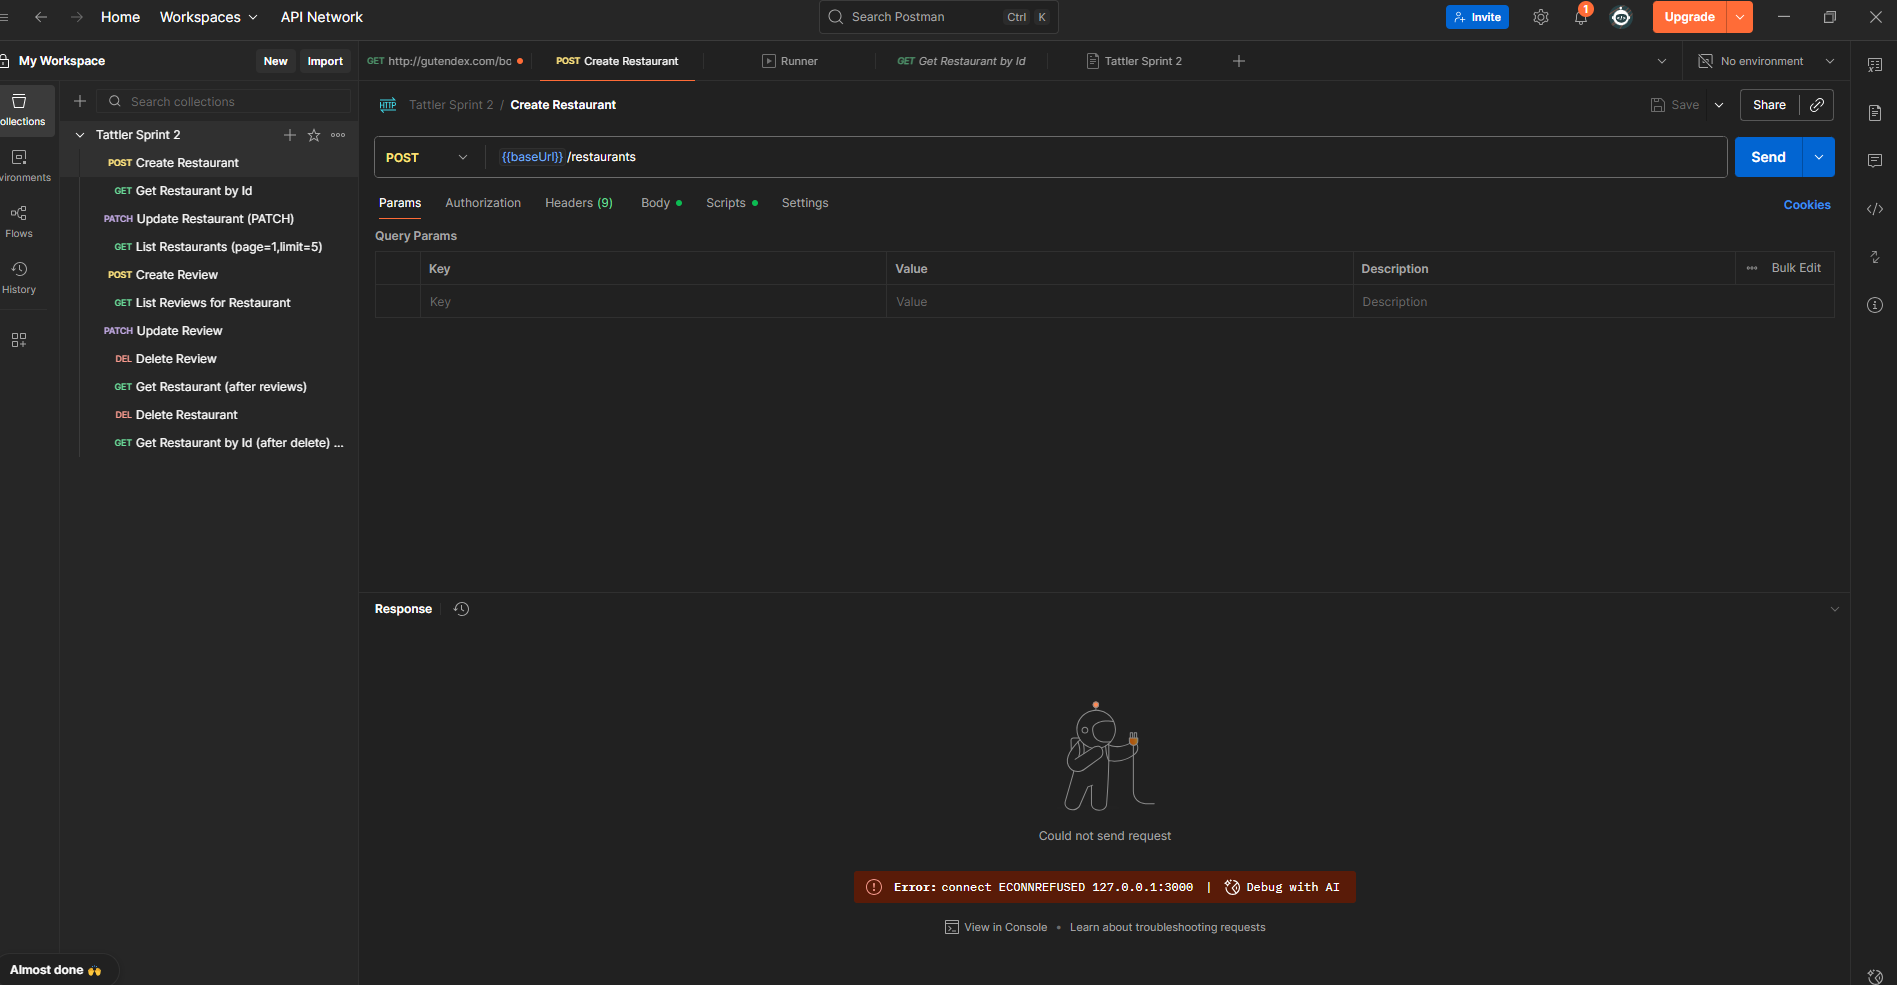 Home Workspaces API Network Search Postman Ctrl K Invite 1 Upgrade
My Workspace New Import GET http://gutendex.com/bc POST Create Restaurant Runner GET Get Restaurant by Id Tattler Sprint 2 No environment
Search collections
ollections
vironments
Flows
History
Tattler Sprint 2
POST Create Restaurant
GET Get Restaurant by Id
PATCH Update Restaurant (PATCH)
GET List Restaurants (page=1,limit=5)
POST Create Review
GET List Reviews for Restaurant
PATCH Update Review
DEL Delete Review
GET Get Restaurant (after reviews)
DEL Delete Restaurant
GET Get Restaurant by Id (after delete) ...
HTTP Tattler Sprint 2 / Create Restaurant Save Share
POST {{baseUrl}} /restaurants Send
Params Authorization Headers (9) Body Scripts Settings Cookies
Query Params
Key Value Description Bulk Edit
Key Value Description
Response
Could not send request
Error: connect ECONNREFUSED 127.0.0.1:3000 | Debug with AI
View in Console • Learn about troubleshooting requests
Almost done 🙌